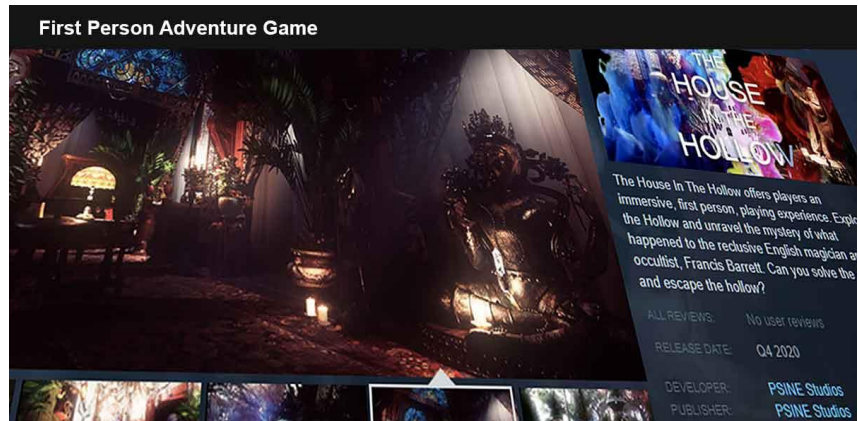 First Person Adventure Game
THE
HOUSE
IN THE
HOLLOW
The House In The Hollow offers players an
immersive, first person, playing experience. Explo
the Hollow and unravel the mystery of what
happened to the reclusive English magician a
occultist, Francis Barrett. Can you solve the
and escape the hollow?
ALL REVIEWS: No user reviews
RELEASE DATE: Q4 2020
DEVELOPER: PSINE Studios
PUBLISHER: PSINE Studios